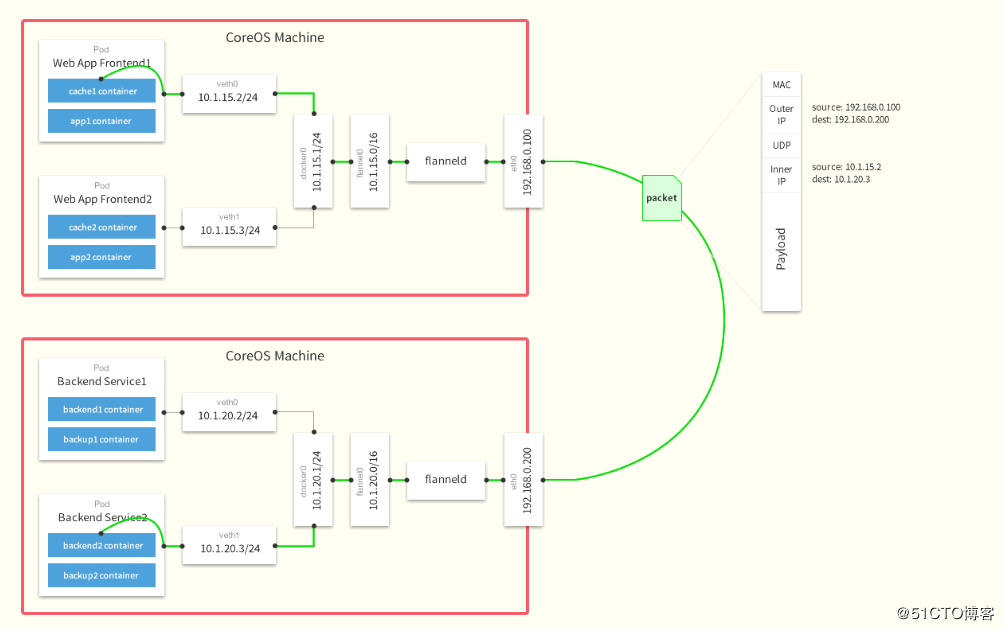 CoreOS Machine
Pod
Web App Frontend1
cache1 container
app1 container
veth0
10.1.15.2/24
Pod
Web App Frontend2
cache2 container
app2 container
veth1
10.1.15.3/24
docker0
10.1.15.1/24
flannel0
10.1.15.0/16
flanneld
eth0
192.168.0.100
packet
MAC
Outer
IP
source: 192.168.0.100
dest: 192.168.0.200
UDP
Inner
IP
source: 10.1.15.2
dest: 10.1.20.3
Payload
CoreOS Machine
Pod
Backend Service1
backend1 container
backup1 container
veth0
10.1.20.2/24
Pod
Backend Service2
backend2 container
backup2 container
veth1
10.1.20.3/24
docker0
10.1.20.1/24
flannel0
10.1.20.0/16
flanneld
eth0
192.168.0.200
@51CTO博客